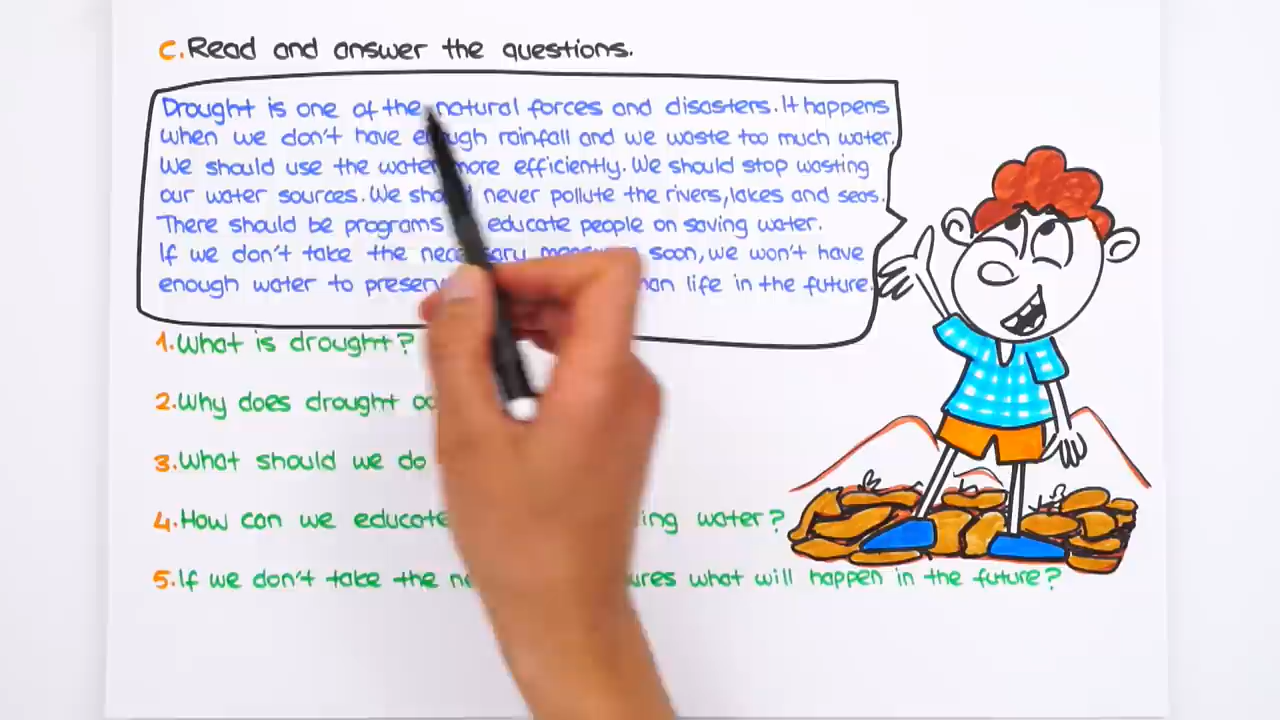 C. Read and answer the questions.
Drought is one of the natural forces and disasters. It happens
when we don't have enough rainfall and we waste too much water.
We should use the water more efficiently. We should stop wasting
our water sources. We should never pollute the rivers, lakes and seas.
There should be programs educate people on saving water.
If we don't take the necessary soon, we won't have
enough water to life in the future.
1. What is drought?
2. Why does drought
3. What should we do
4. How can we educate water?
5. If we don't take the what will happen in the future?